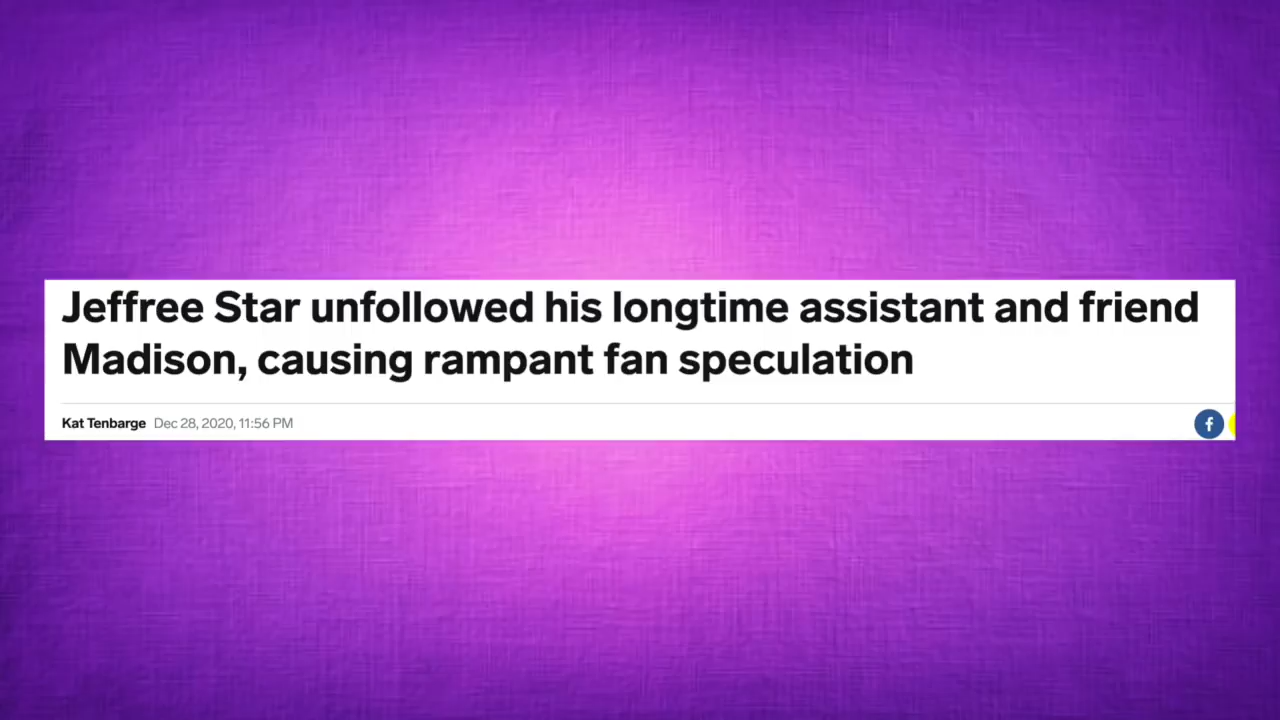 Jeffree Star unfollowed his longtime assistant and friend
Madison, causing rampant fan speculation
Kat Tenbarge Dec 28, 2020, 11:56 PM
f